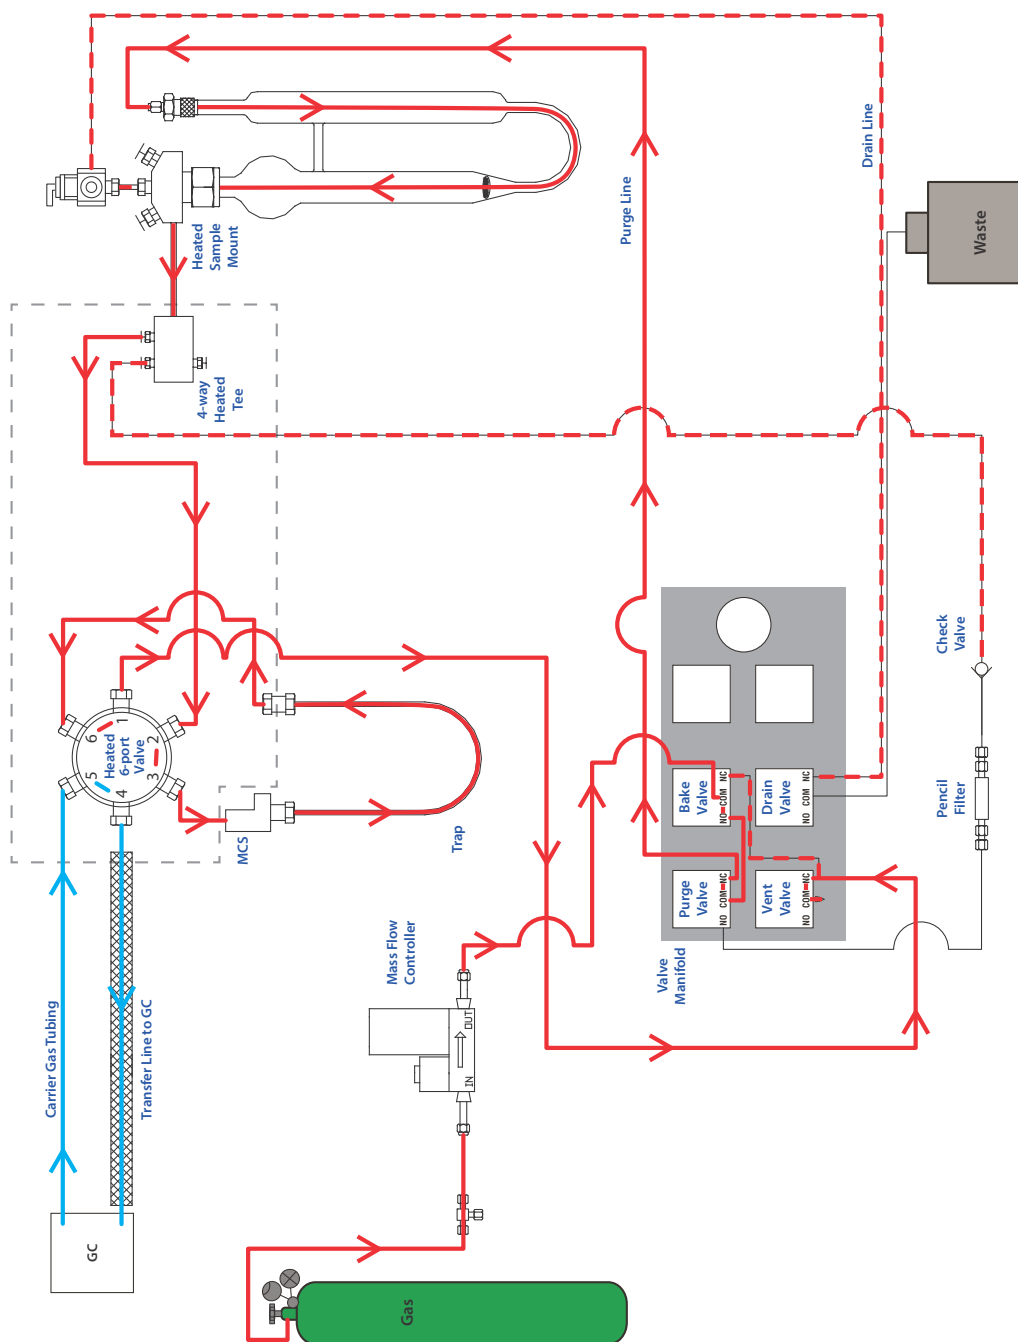 Drain Line
Purge Line
Waste
Heated
Sample
Mount
4-way
Heated
Tee
Heated
6-port
Valve
1
2
3
4
5
6
MCS
Trap
Check
Valve
Pencil
Filter
Bake
Valve
NO COM NC
Drain
Valve
NO COM NC
Purge
Valve
NO COM NC
Vent
Valve
NO COM NC
Valve
Manifold
Mass Flow
Controller
IN
OUT
Carrier Gas Tubing
Transfer Line to GC
GC
Gas